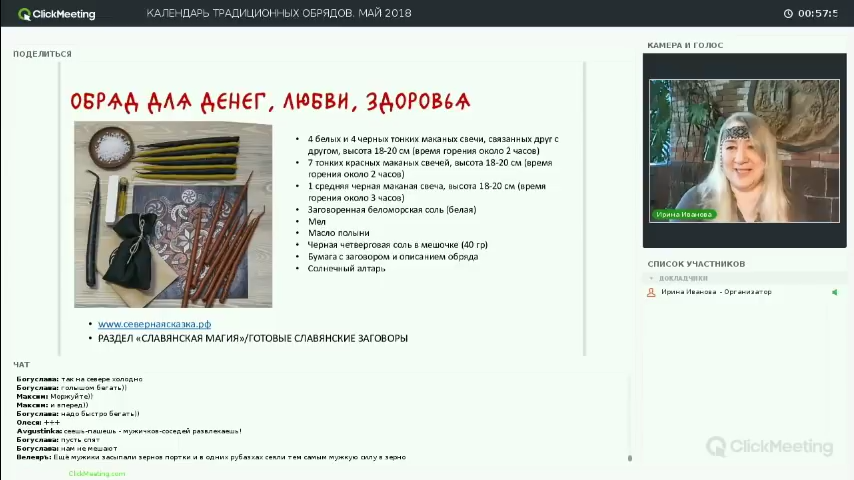 ClickMeeting
КАЛЕНДАРЬ ТРАДИЦИОННЫХ ОБРЯДОВ. МАЙ 2018
00:57:5
ПОДЕЛИТЬСЯ
ОБРЯД ДЛЯ ДЕНЕГ, ЛЮБВИ, ЗДОРОВЬЯ
• 4 белых и 4 черных тонких маканых свечи, связанных друг с
другом, высота 18-20 см (время горения около 2 часов)
• 7 тонких красных маканых свечей, высота 18-20 см (время
горения около 2 часов)
• 1 средняя черная маканая свеча, высота 18-20 см (время
горения около 3 часов)
• Заговоренная беломорская соль (белая)
• Мед
• Масло полыни
• Черная четверговая соль в мешочке (40 гр)
• Бумага с заговором и описанием обряда
• Солнечный алтарь
• www.севернаясказка.рф
• РАЗДЕЛ «СЛАВЯНСКАЯ МАГИЯ»/ГОТОВЫЕ СЛАВЯНСКИЕ ЗАГОВОРЫ
ЧАТ
Богуслава: так на севере холодно
Богуслава: голышом бегать))
Максим: Моржуйте))
Максим: и вперед))
Богуслава: надо быстро бегать))
Олеся: +++
Avgustinka: сеешь-пашешь - мужичков-соседей развлекаешь!
Богуслава: пусть спят
Богуслава: нам не мешают
Велеяръ: Ещё мужики засыпали зернов портки и в одних рубазхах сеяли тем самым мужкую силу в зерно
ClickMeeting.com
КАМЕРА И ГОЛОС
Ирина Иванова
СПИСОК УЧАСТНИКОВ
ДОКЛАДЧИКИ
Ирина Иванова - Организатор
ClickMeeting